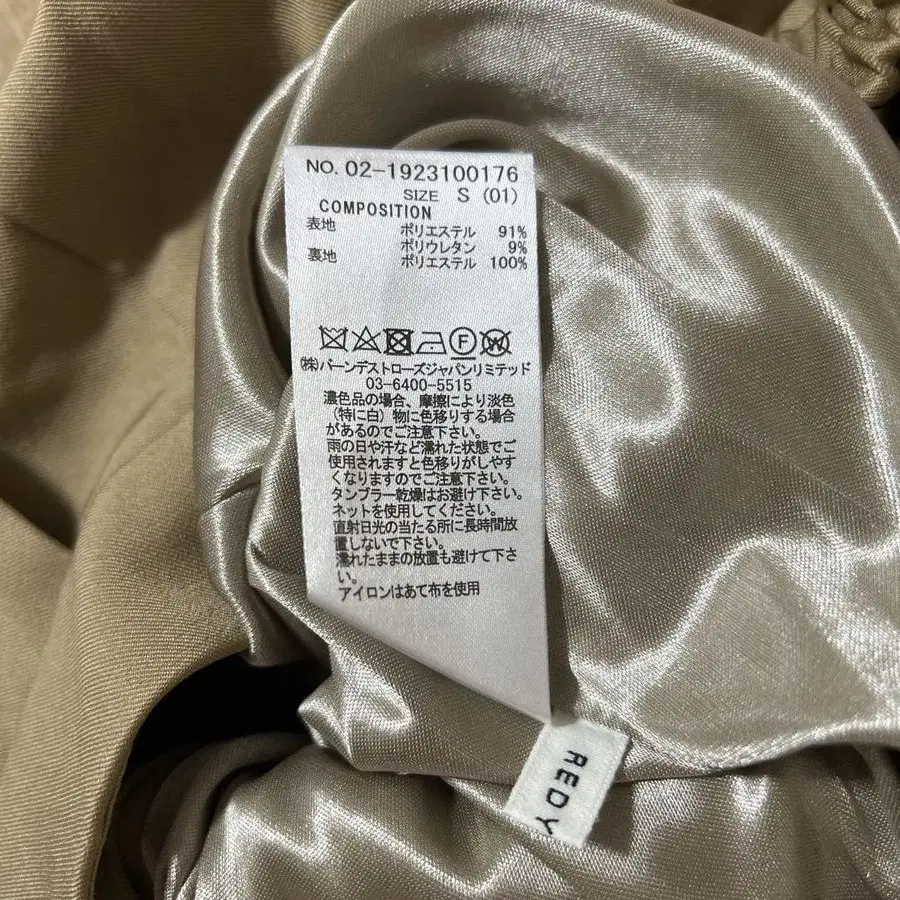 NO. 02-1923100176
SIZE S (01)
COMPOSITION
表地 ポリエステル 91%
ポリウレタン 9%
裏地 ポリエステル 100%
F W
㈱バーンデストローズジャパンリミテッド
03-6400-5515
濃色品の場合、摩擦により淡色
(特に白)物に色移りする場合
があるのでご注意下さい。
雨の日や汗など濡れた状態でご
使用されますと色移りがしやす
くなりますのでご注意下さい。
タンブラー乾燥はお避け下さい。
ネットを使用してください。
直射日光の当たる所に長時間放
置しないで下さい。
濡れたままの放置も避けて下さ
い。
アイロンはあて布を使用
REDY